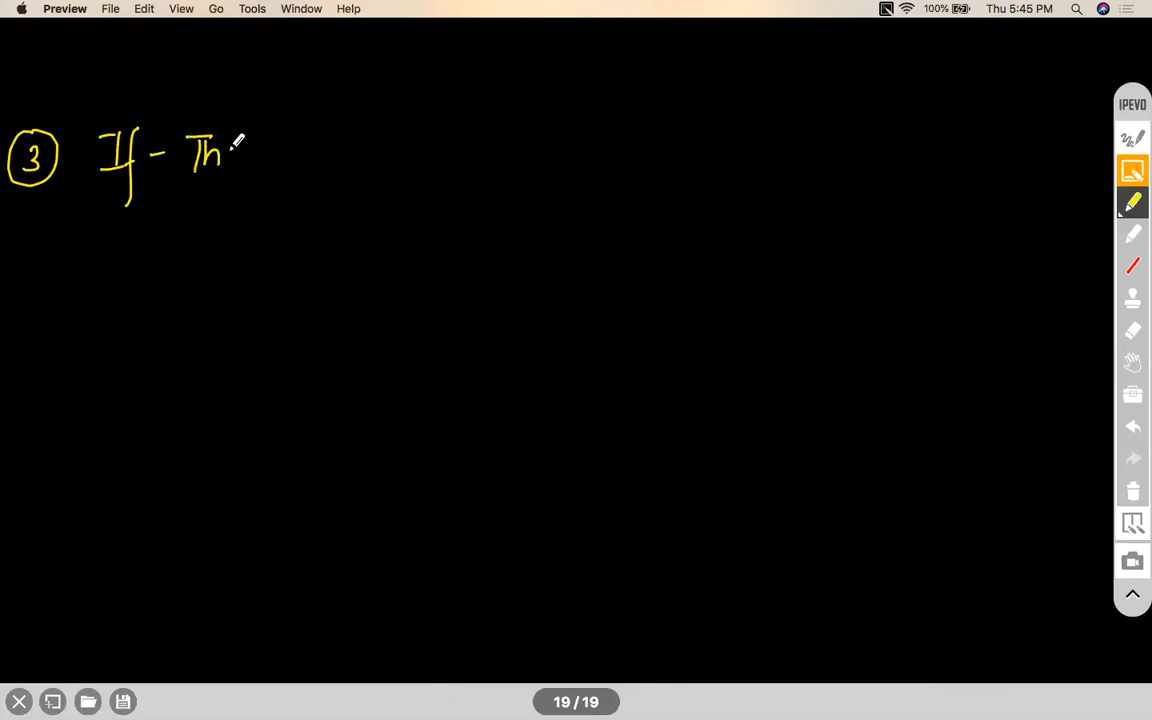 Preview File Edit View Go Tools Window Help 100% Thu 5:45 PM
IPEVO
③ If - Th
19 / 19